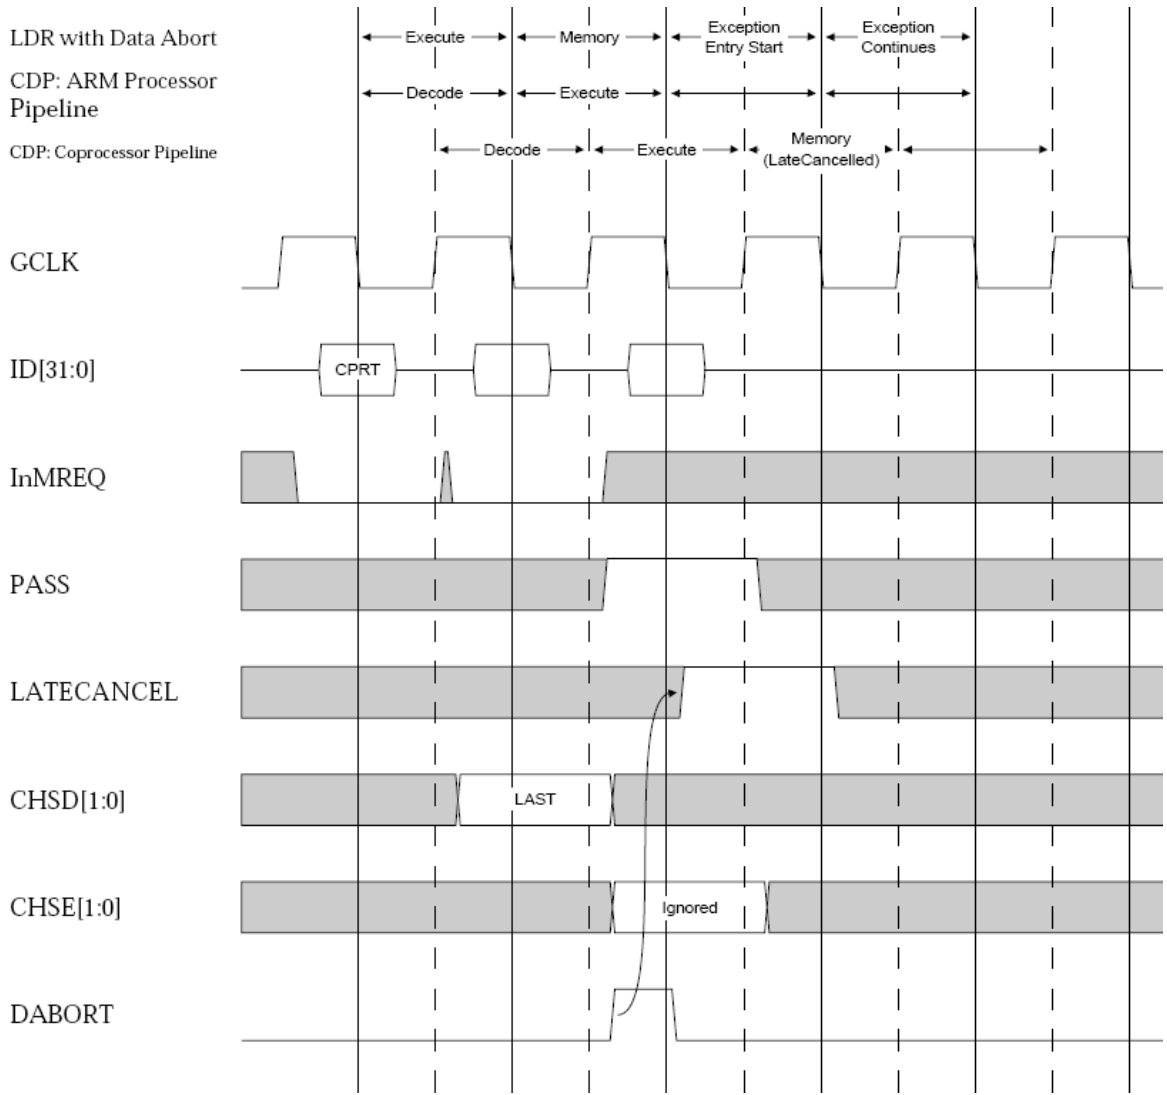 LDR with Data Abort
Execute
Memory
Exception
Entry Start
Exception
Continues
CDP: ARM Processor
Pipeline
Decode
Execute
CDP: Coprocessor Pipeline
Decode
Execute
Memory
(LateCancelled)
GCLK
ID[31:0]
CPRT
InMREQ
PASS
LATECANCEL
CHSD[1:0]
LAST
CHSE[1:0]
Ignored
DABORT